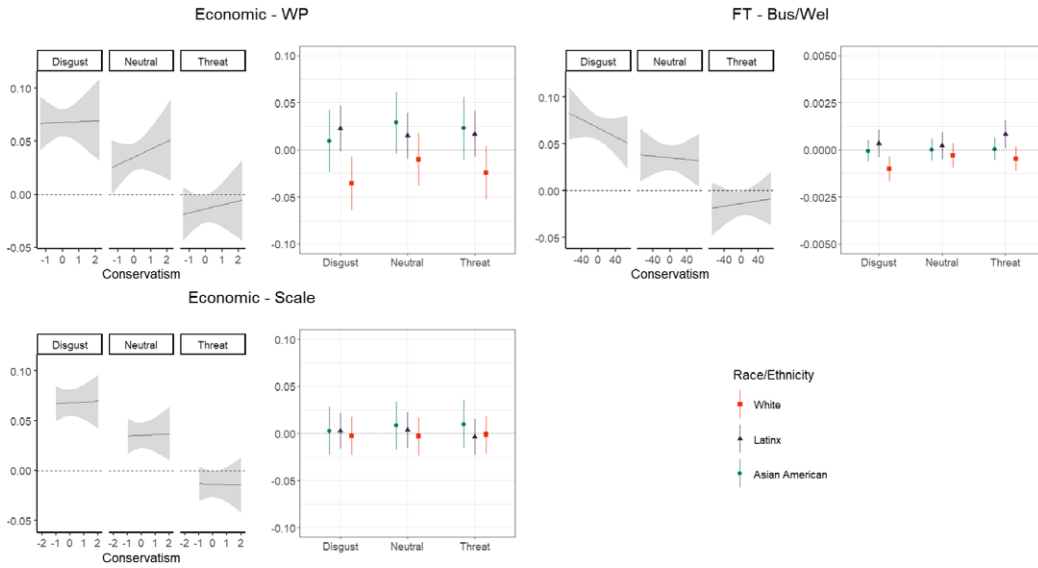 Economic - WP
Disgust Neutral Threat
0.10
0.05
0.00
-0.05
-1 0 1 2 -1 0 1 2 -1 0 1 2
Conservatism
0.10
0.05
0.00
-0.05
-0.10
Disgust Neutral Threat
FT - Bus/Wel
Disgust Neutral Threat
0.10
0.05
0.00
-0.05
-40 0 40 -40 0 40 -40 0 40
Conservatism
0.0050
0.0025
0.0000
-0.0025
-0.0050
Disgust Neutral Threat
Economic - Scale
Disgust Neutral Threat
0.10
0.05
0.00
-0.05
-2 -1 0 1 2 -2 -1 0 1 2 -2 -1 0 1 2
Conservatism
0.10
0.05
0.00
-0.05
-0.10
Disgust Neutral Threat
Race/Ethnicity
White
Latinx
Asian American